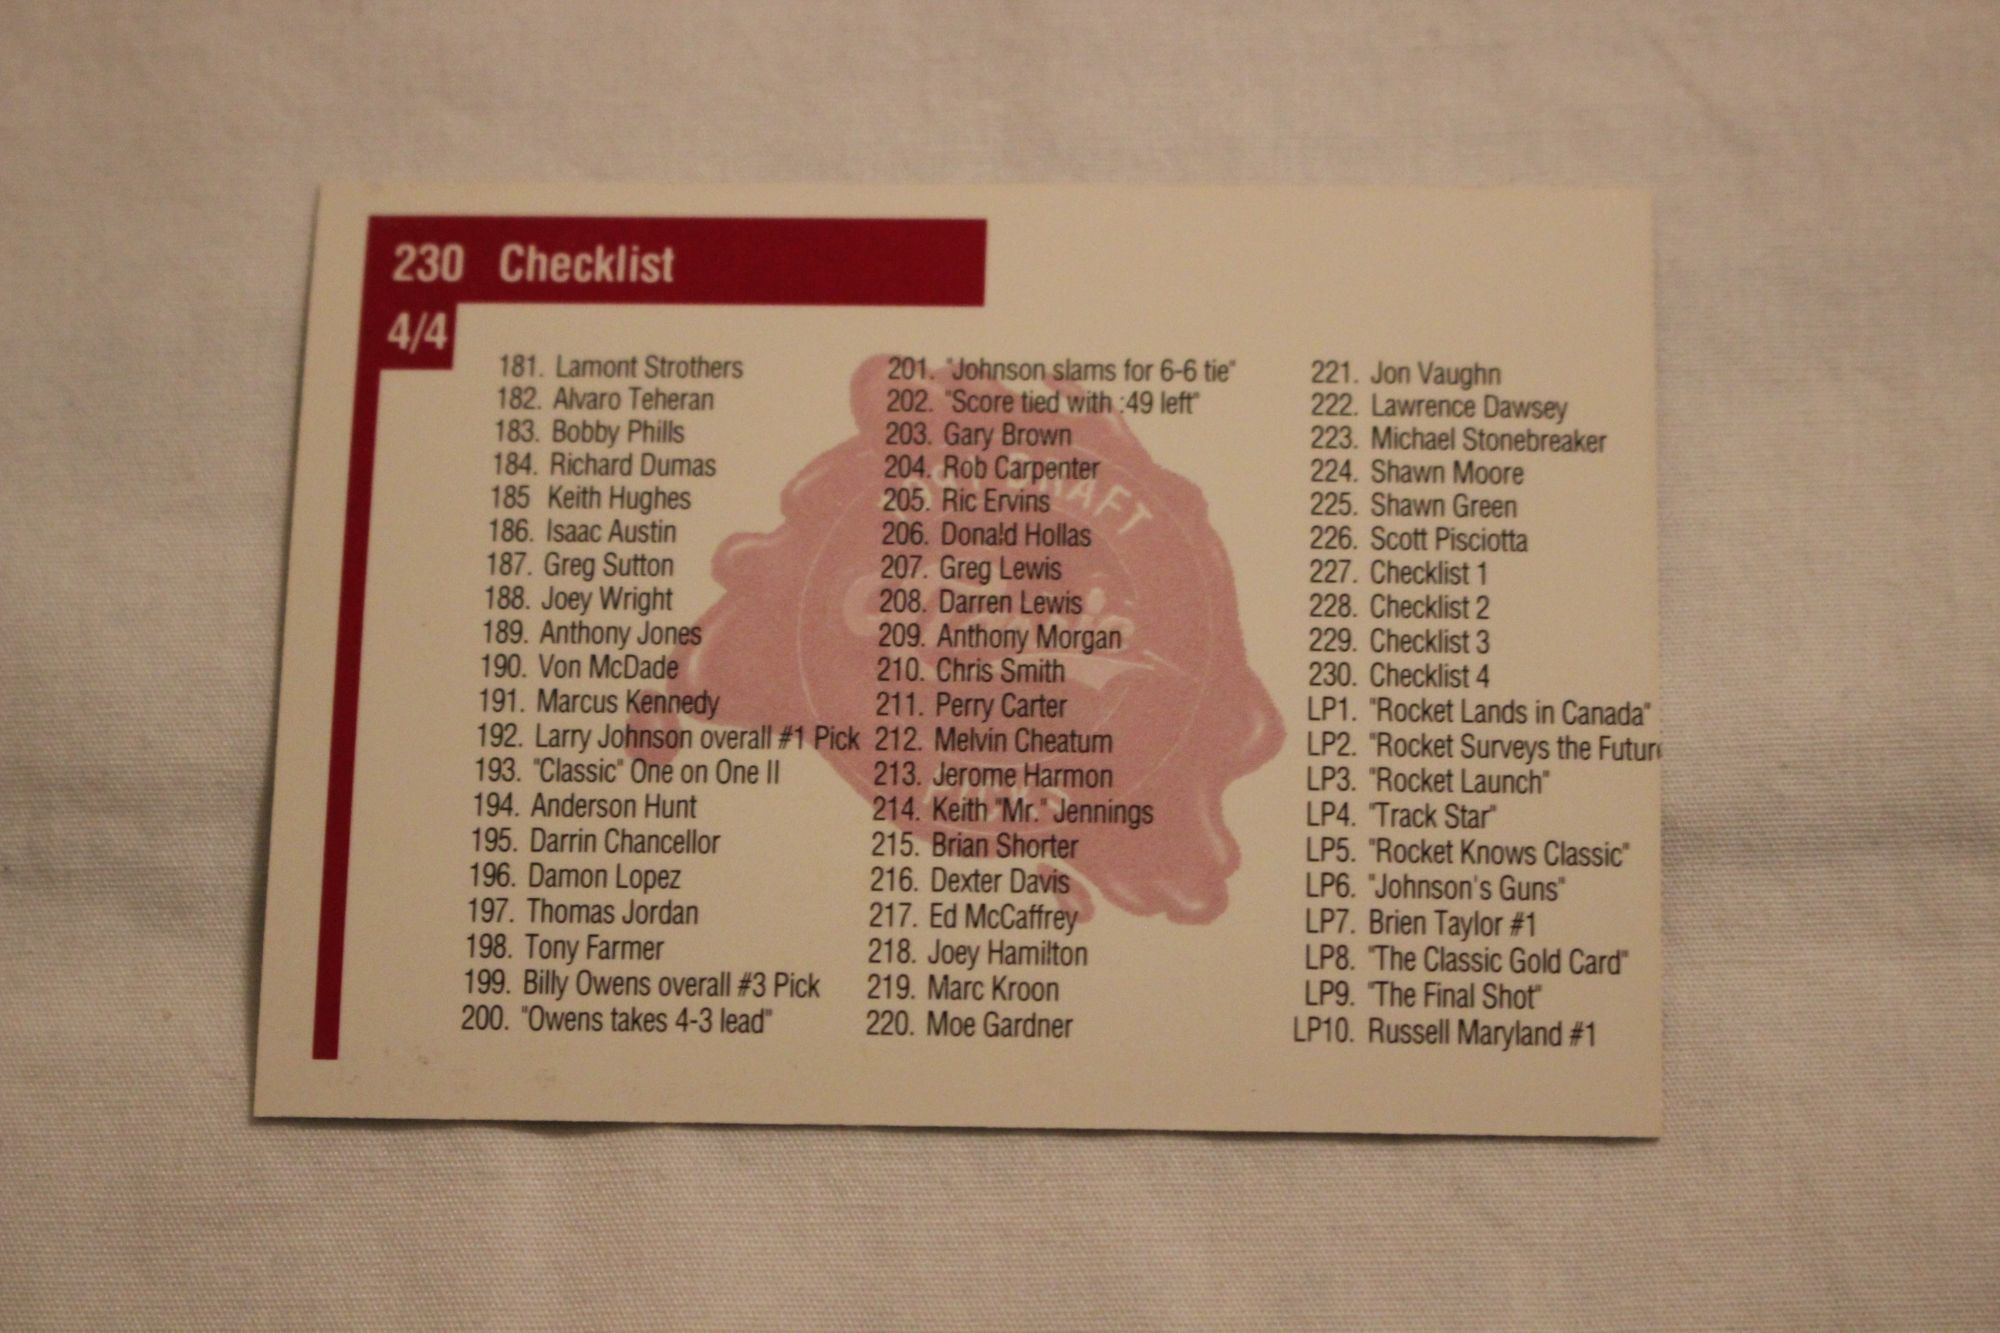 230 Checklist
4/4
181. Lamont Strothers
182. Alvaro Teheran
183. Bobby Phills
184. Richard Dumas
185 Keith Hughes
186. Isaac Austin
187. Greg Sutton
188. Joey Wright
189. Anthony Jones
190. Von McDade
191. Marcus Kennedy
192. Larry Johnson overall #1 Pick
193. "Classic" One on One II
194. Anderson Hunt
195. Darrin Chancellor
196. Damon Lopez
197. Thomas Jordan
198. Tony Farmer
199. Billy Owens overall #3 Pick
200. "Owens takes 4-3 lead"
201. "Johnson slams for 6-6 tie"
202. "Score tied with :49 left"
203. Gary Brown
204. Rob Carpenter
205. Ric Ervins
206. Donald Hollas
207. Greg Lewis
208. Darren Lewis
209. Anthony Morgan
210. Chris Smith
211. Perry Carter
212. Melvin Cheatum
213. Jerome Harmon
214. Keith "Mr." Jennings
215. Brian Shorter
216. Dexter Davis
217. Ed McCaffrey
218. Joey Hamilton
219. Marc Kroon
220. Moe Gardner
221. Jon Vaughn
222. Lawrence Dawsey
223. Michael Stonebreaker
224. Shawn Moore
225. Shawn Green
226. Scott Pisciotta
227. Checklist 1
228. Checklist 2
229. Checklist 3
230. Checklist 4
LP1. "Rocket Lands in Canada"
LP2. "Rocket Surveys the Future
LP3. "Rocket Launch"
LP4. "Track Star"
LP5. "Rocket Knows Classic"
LP6. "Johnson's Guns"
LP7. Brien Taylor #1
LP8. "The Classic Gold Card"
LP9. "The Final Shot"
LP10. Russell Maryland #1
DRAFT